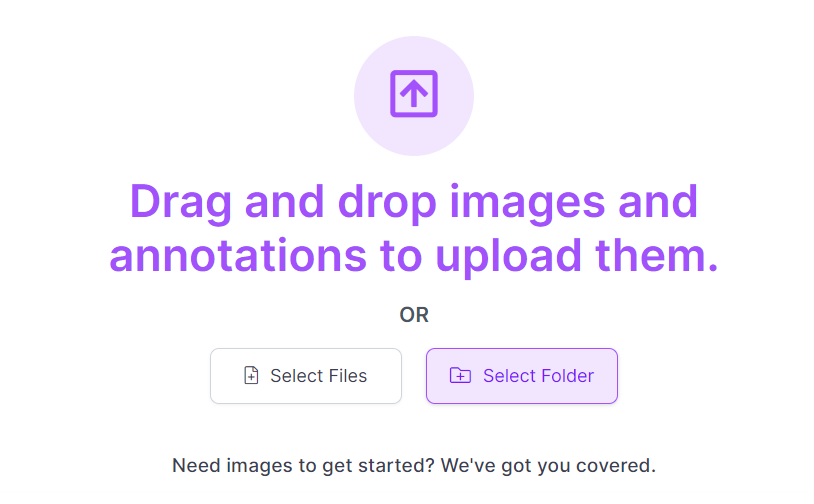 Drag and drop images and
annotations to upload them.
OR
Select Files
Select Folder
Need images to get started? We've got you covered.